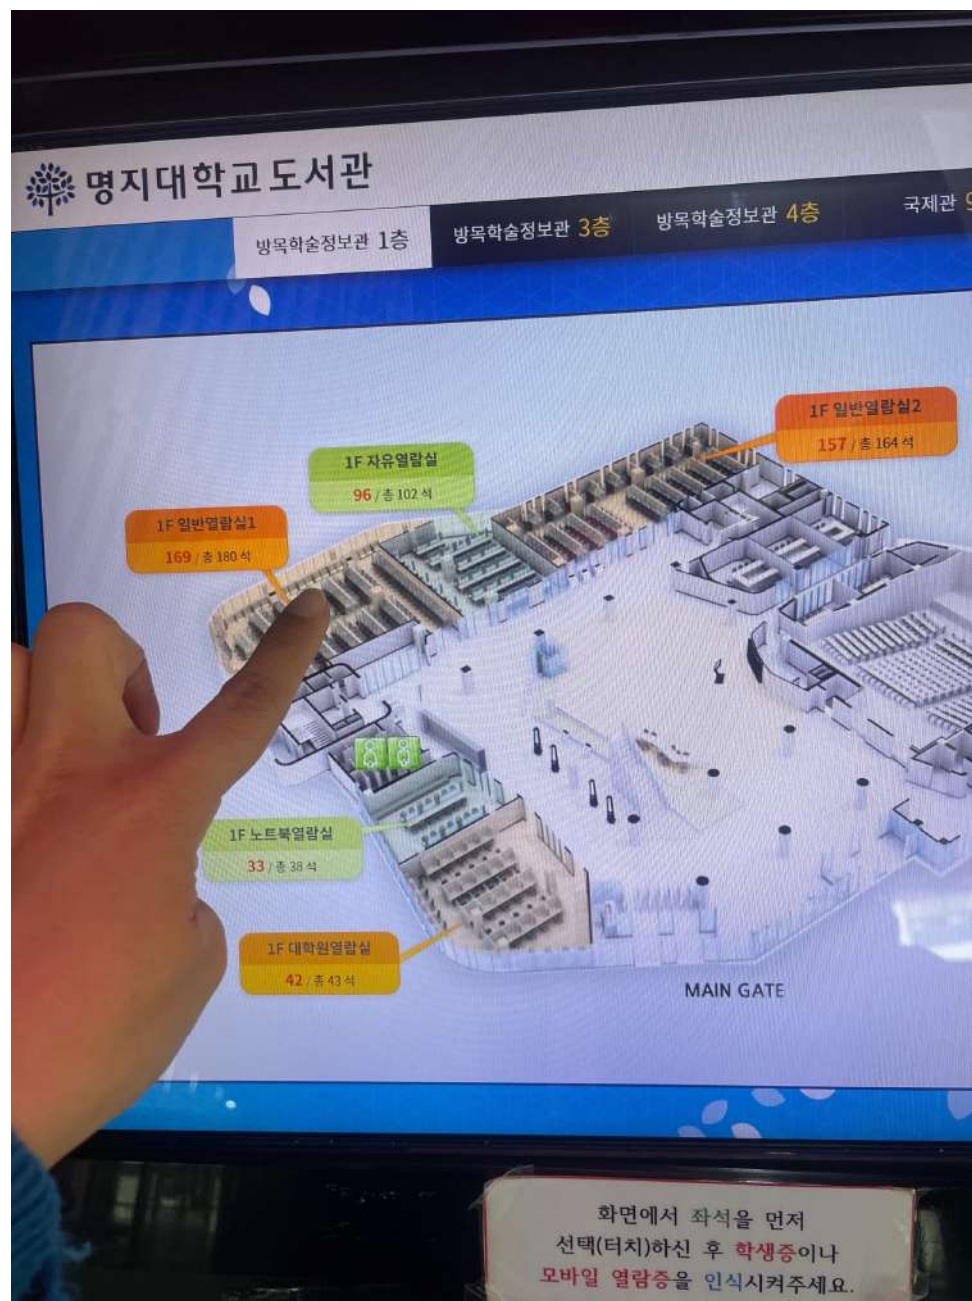 명지대학교 도서관
방목학술정보관 1층
방목학술정보관 3층
방목학술정보관 4층
국제관
1F 일반열람실2
157 / 총 164 석
1F 자유열람실
96 / 총 102 석
1F 일반열람실1
169 / 총 180 석
1F 노트북열람실
33 / 총 38 석
1F 대학원열람실
42 / 총 43 석
MAIN GATE
화면에서 좌석을 먼저
선택(터치)하신 후 학생증이나
모바일 열람증을 인식시켜주세요.